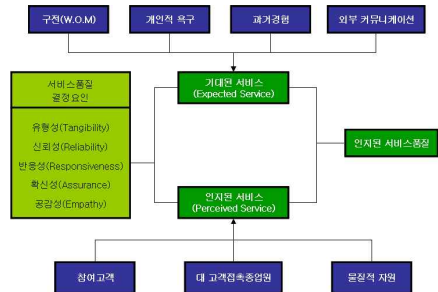 구전(W.O.M)
개인적 욕구
과거경험
외부 커뮤니케이션
서비스품질
결정요인
유형성(Tangibility)
신뢰성(Reliability)
반응성(Responsiveness)
확신성(Assurance)
공감성(Empathy)
기대된 서비스
(Expected Service)
인지된 서비스품질
인지된 서비스
(Perceived Service)
참여고객
대 고객접촉종업원
물질적 자원